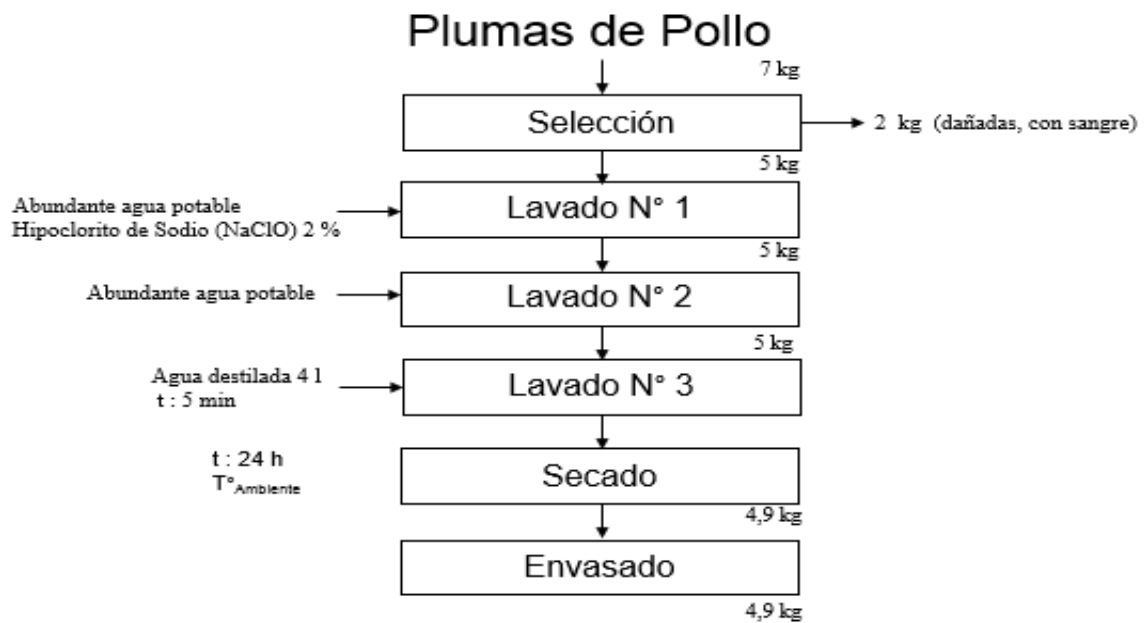 Plumas de Pollo
7 kg
Selección
2 kg (dañadas, con sangre)
5 kg
Abundante agua potable
Hipoclorito de Sodio (NaClO) 2 %
Lavado N° 1
5 kg
Abundante agua potable
Lavado N° 2
5 kg
Agua destilada 4 l
t : 5 min
Lavado N° 3
t : 24 h
T°Ambiente
Secado
4,9 kg
Envasado
4,9 kg